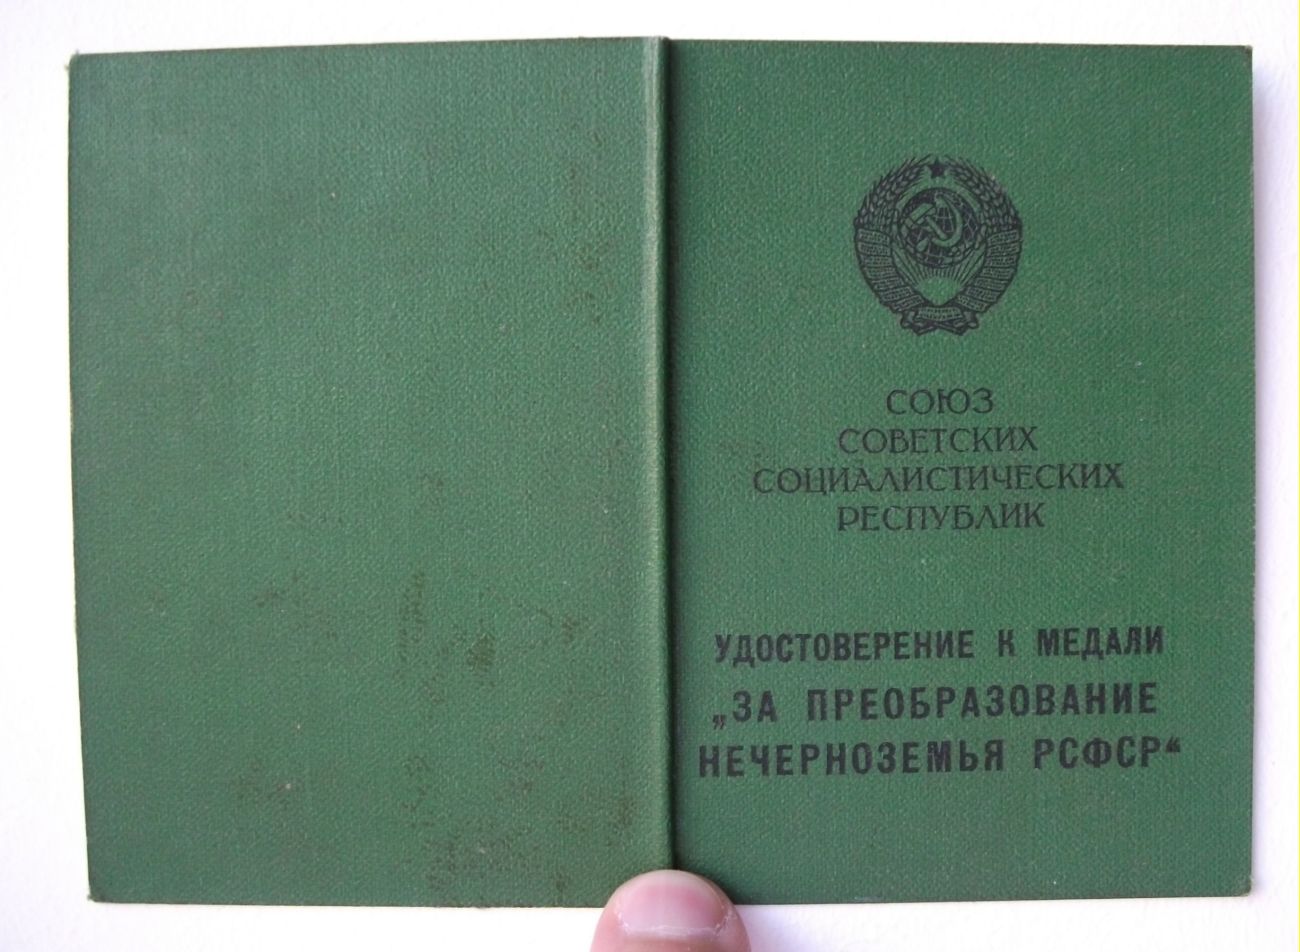 СОЮЗ
СОВЕТСКИХ
СОЦИАЛИСТИЧЕСКИХ
РЕСПУБЛИК
УДОСТОВЕРЕНИЕ К МЕДАЛИ
„ЗА ПРЕОБРАЗОВАНИЕ
НЕЧЕРНОЗЕМЬЯ РСФСР“